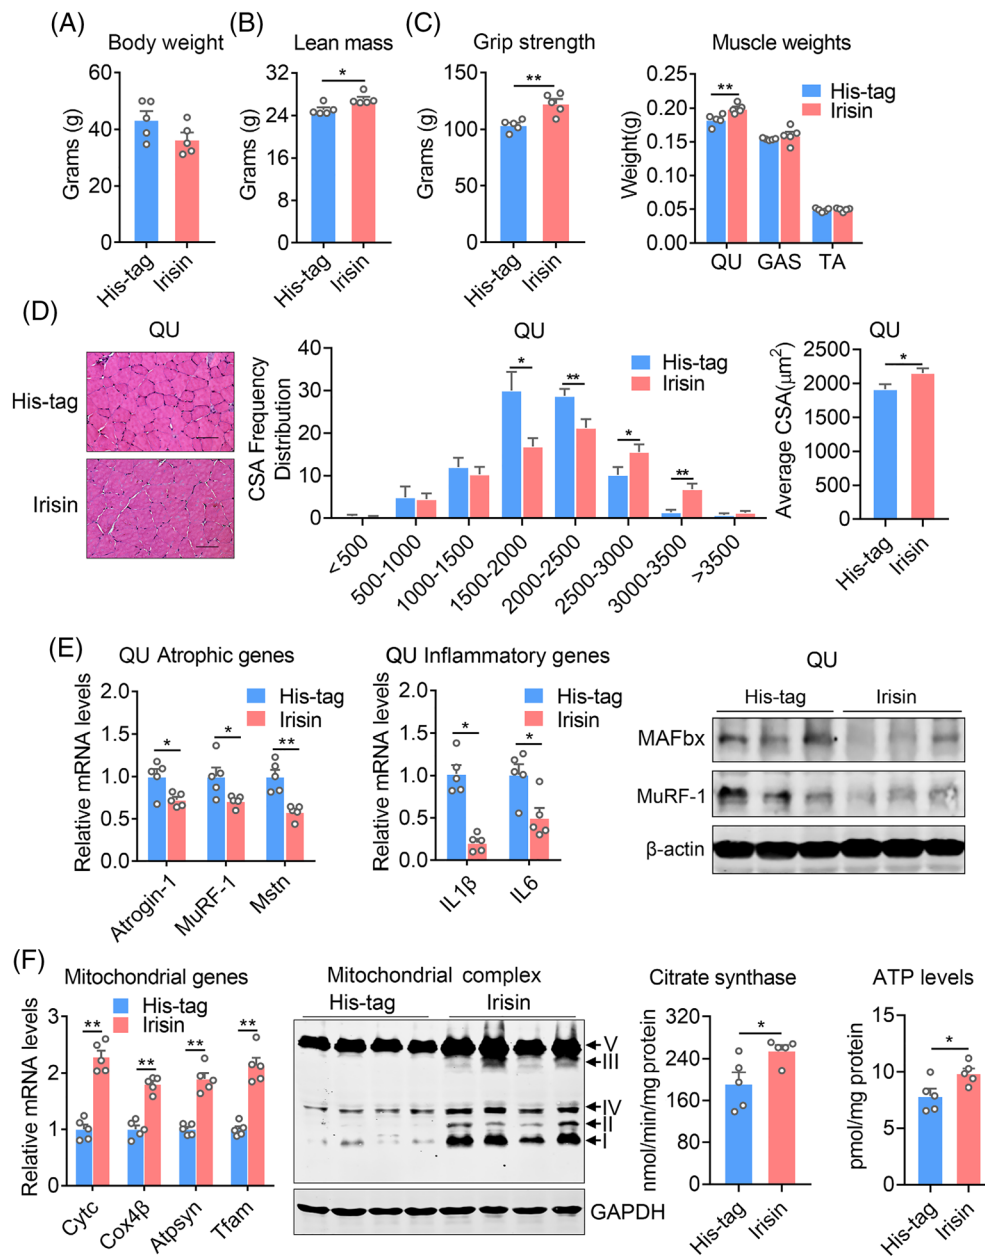 (A)
Body weight
Grams (g)
60
40
20
0
His-tag
Irisin
(B)
Lean mass
Grams (g)
32
24
16
8
0
*
His-tag
Irisin
(C)
Grip strength
Grams (g)
150
100
50
0
**
His-tag
Irisin
Muscle weights
Weight(g)
0.25
0.20
0.15
0.10
0.05
0.00
**
His-tag
Irisin
QU GAS TA
(D)
QU
His-tag
Irisin
QU
CSA Frequency
Distribution
40
30
20
10
0
* ** * **
His-tag
Irisin
<500
500-1000
1000-1500
1500-2000
2000-2500
2500-3000
3000-3500
>3500
QU
Average CSA(μm²)
2500
2000
1500
1000
500
0
*
His-tag
Irisin
(E)
QU Atrophic genes
Relative mRNA levels
2.0
1.5
1.0
0.5
0.0
His-tag
Irisin
* * **
Atrogin-1
MuRF-1
Mstn
QU Inflammatory genes
Relative mRNA levels
2.0
1.5
1.0
0.5
0.0
His-tag
Irisin
* *
IL1β
IL6
QU
His-tag Irisin
MAFbx
MuRF-1
β-actin
(F)
Mitochondrial genes
Relative mRNA levels
3
2
1
0
His-tag
Irisin
** ** ** **
Cytc
Cox4β
Atpsyn
Tfam
Mitochondrial complex
His-tag Irisin
V
III
IV
II
I
GAPDH
Citrate synthase
nmol/min/mg protein
320
240
160
80
0
*
His-tag
Irisin
ATP levels
pmol/mg protein
15
10
5
0
*
His-tag
Irisin